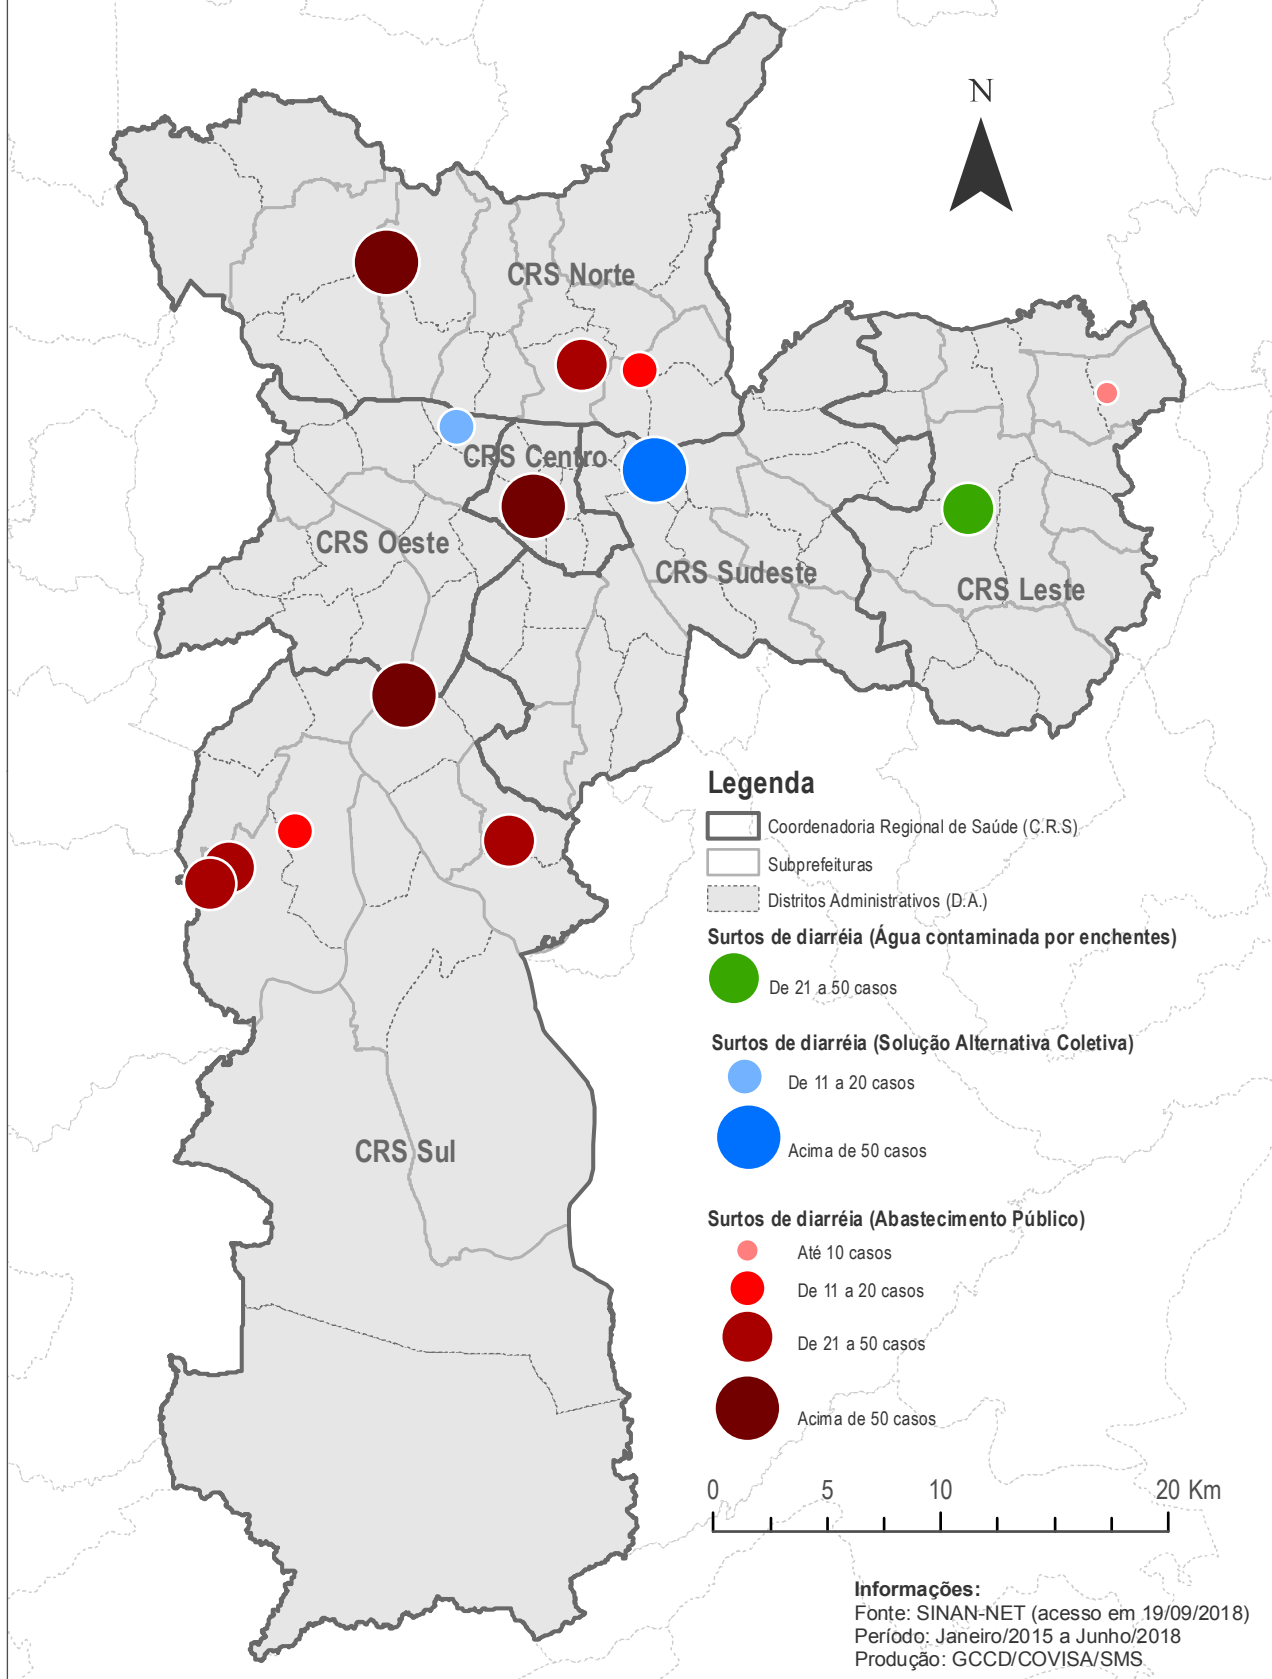 N
CRS Norte
CRS Centro
CRS Oeste
CRS Sudeste
CRS Leste
CRS Sul
Legenda
Coordenadoria Regional de Saúde (C.R.S)
Subprefeituras
Distritos Administrativos (D.A.)
Surtos de diarréia (Água contaminada por enchentes)
De 21 a 50 casos
Surtos de diarréia (Solução Alternativa Coletiva)
De 11 a 20 casos
Acima de 50 casos
Surtos de diarréia (Abastecimento Público)
Até 10 casos
De 11 a 20 casos
De 21 a 50 casos
Acima de 50 casos
0 5 10 20 Km
Informações:
Fonte: SINAN-NET (acesso em 19/09/2018)
Período: Janeiro/2015 a Junho/2018
Produção: GCCD/COVISA/SMS